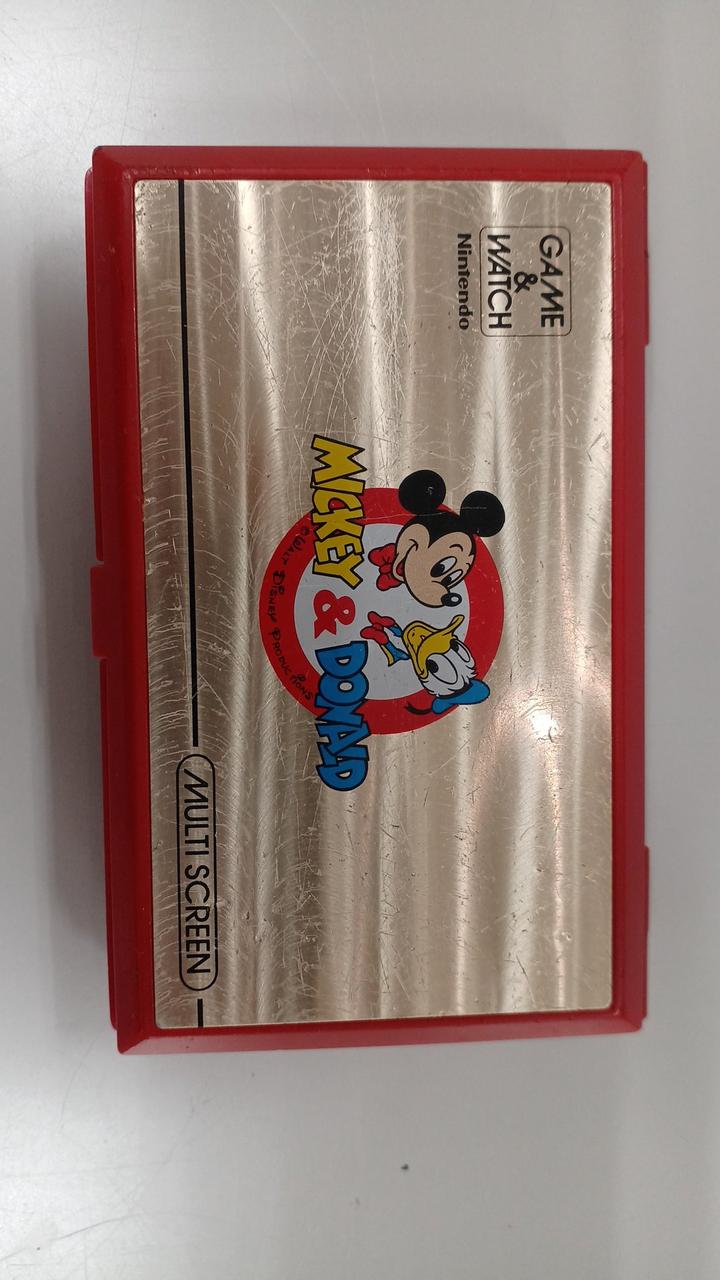 GAME
&
WATCH
Nintendo
MICKEY & DONALD
© WALT DISNEY PRODUCTIONS
MULTI SCREEN